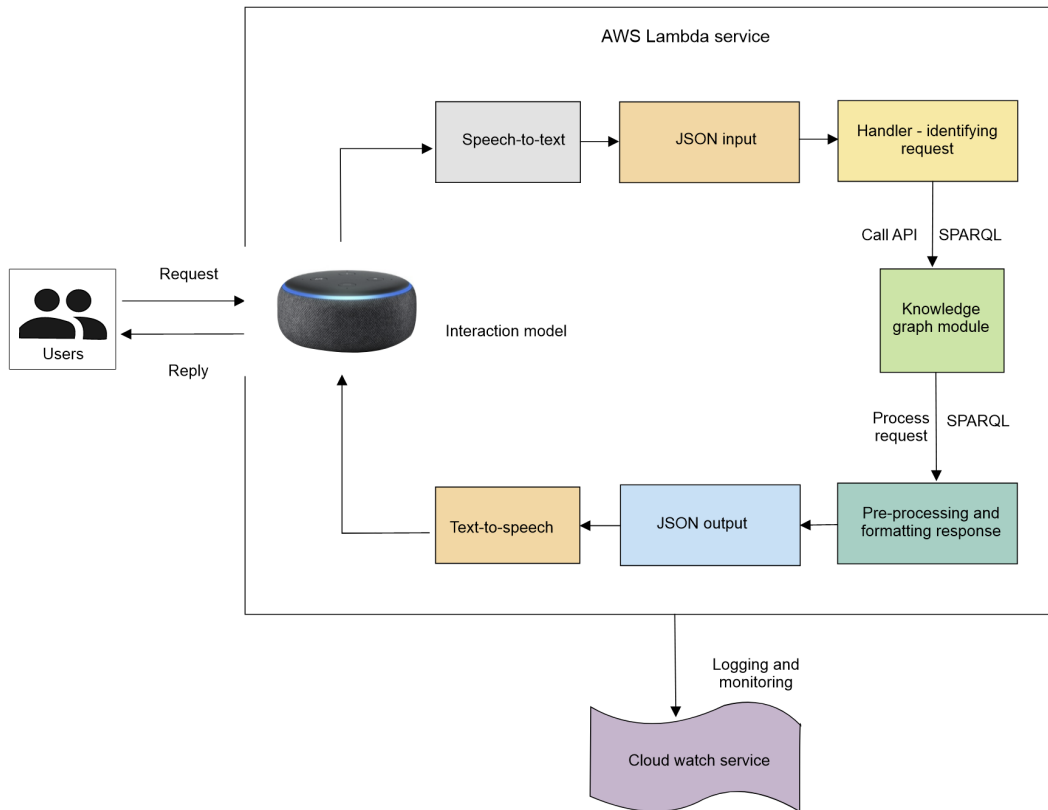 AWS Lambda service
Speech-to-text
JSON input
Handler - identifying
request
Call API
SPARQL
Request
Users
Reply
Interaction model
Knowledge
graph module
Process
request
SPARQL
Text-to-speech
JSON output
Pre-processing and
formatting response
Logging and
monitoring
Cloud watch service